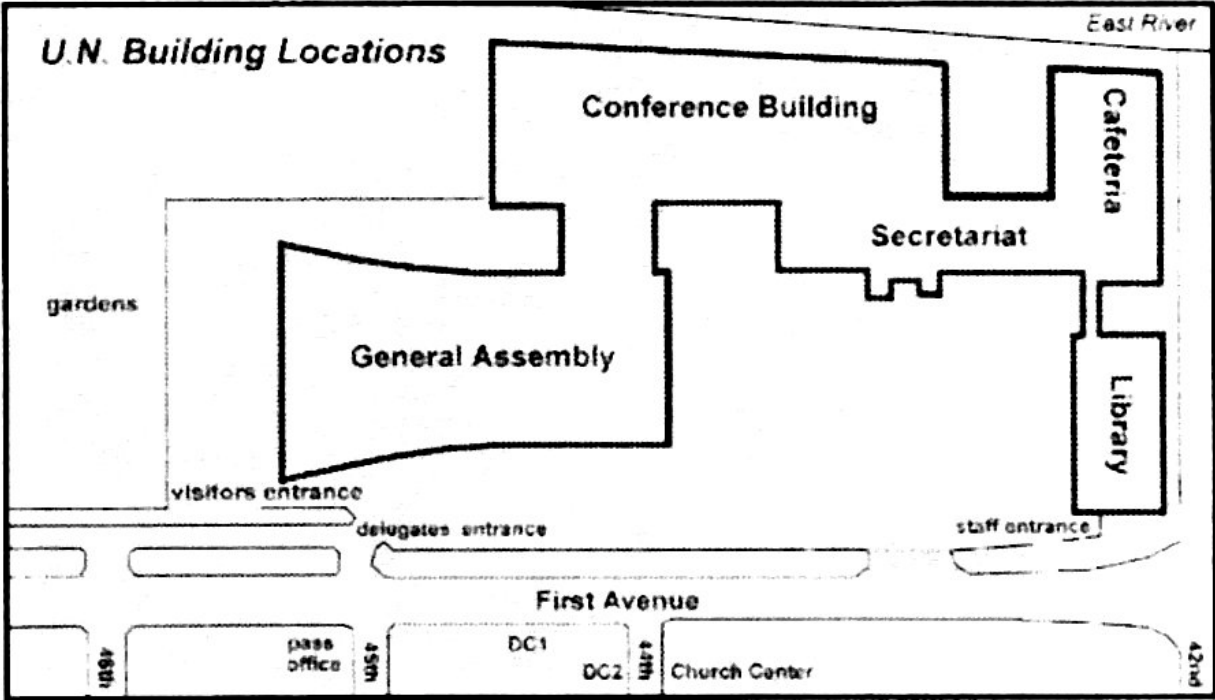 East River
U.N. Building Locations
Conference Building
Cafeteria
Secretariat
gardens
General Assembly
Library
visitors entrance
delegates entrance
staff entrance
First Avenue
46th
pass
office
45th
DC1
DC2
44th
Church Center
42nd